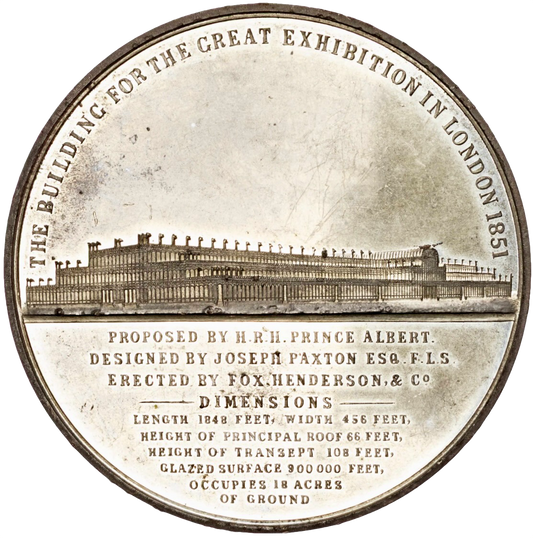 THE BUILDING FOR THE GREAT EXHIBITION IN LONDON 1851
PROPOSED BY H.R.H. PRINCE ALBERT.
DESIGNED BY JOSEPH PAXTON ESQ. F.L.S.
ERECTED BY FOX, HENDERSON, & Co
DIMENSIONS
LENGTH 1848 FEET, WIDTH 456 FEET,
HEIGHT OF PRINCIPAL ROOF 66 FEET,
HEIGHT OF TRANSEPT 108 FEET,
GLAZED SURFACE 900000 FEET,
OCCUPIES 18 ACRES
OF GROUND